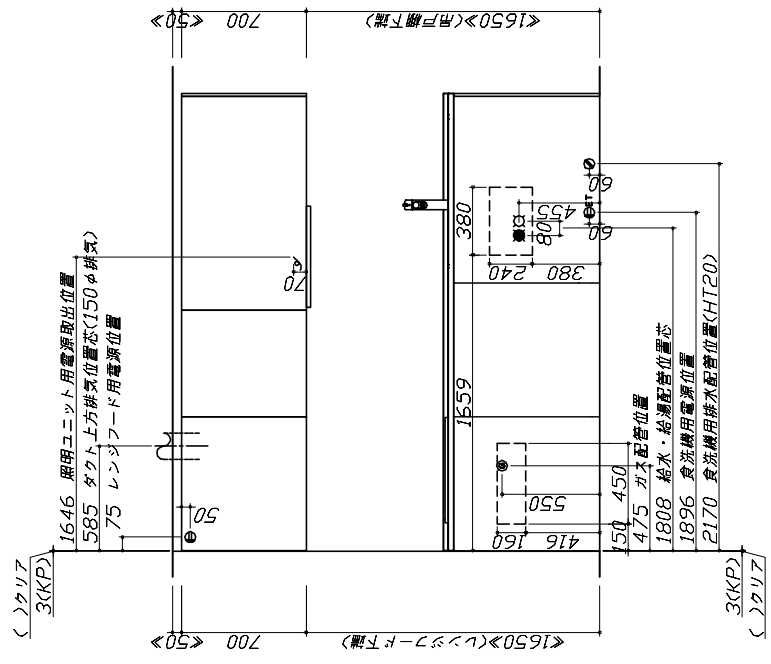 ≪50≫
700
≪1650≫(吊戸棚下端)
1646 照明ユニット用電源取出位置
585 ダクト上方排気位置芯(150φ排気)
75 レンジフード用電源位置
70
50
380
455
80
240
380
60
ET
60
1659
550
450
150
160
416
475 ガス配管位置
1808 給水・給湯配管位置芯
1896 食洗機用電源位置
2170 食洗機用排水配管位置(HT20)
( )クリア
3(KP)
3(KP)
( )クリア
≪50≫
700
≪1650≫(レンジフード下端)